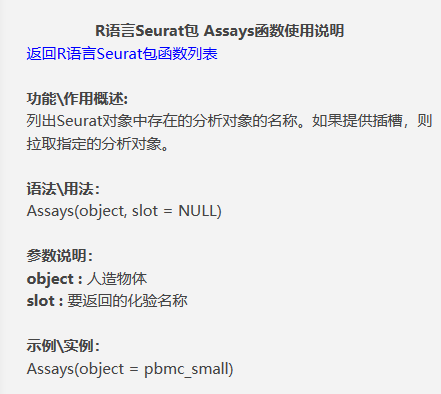 R语言Seurat包 Assays函数使用说明
返回R语言Seurat包函数列表
功能\作用概述:
列出Seurat对象中存在的分析对象的名称。如果提供插槽，则
拉取指定的分析对象。
语法\用法：
Assays(object, slot = NULL)
参数说明：
object : 人造物体
slot : 要返回的化验名称
示例\实例：
Assays(object = pbmc_small)